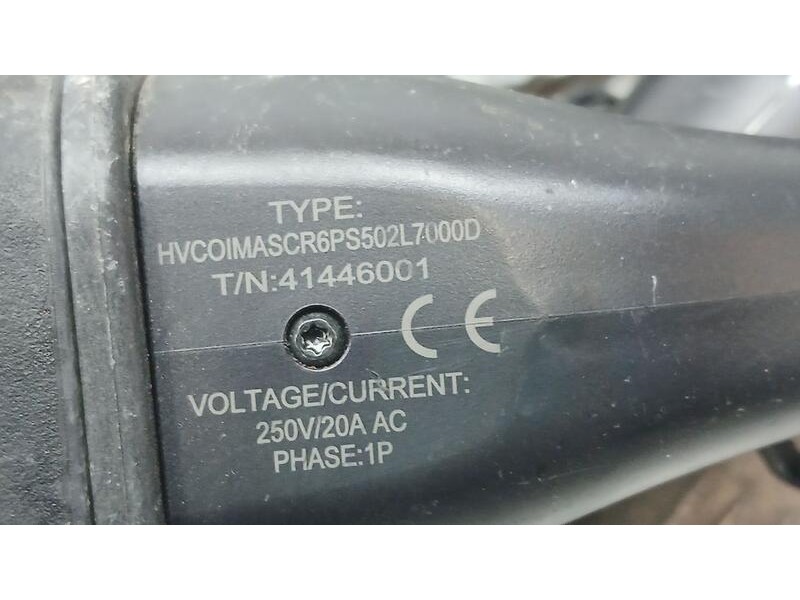 TYPE:
HVCOIMASCR6PS502L7000D
T/N:41446001
CE
VOLTAGE/CURRENT:
250V/20A AC
PHASE:1P